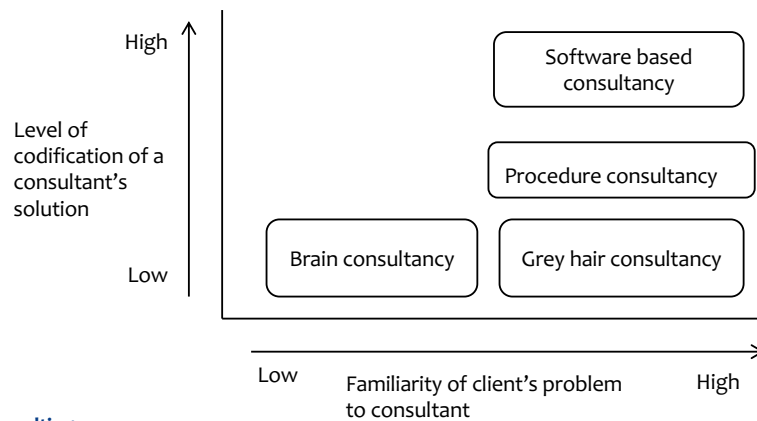 High
Software based
consultancy
Level of
codification of a
consultant's
solution
Procedure consultancy
Brain consultancy
Grey hair consultancy
Low
Low
Familiarity of client's problem
to consultant
High